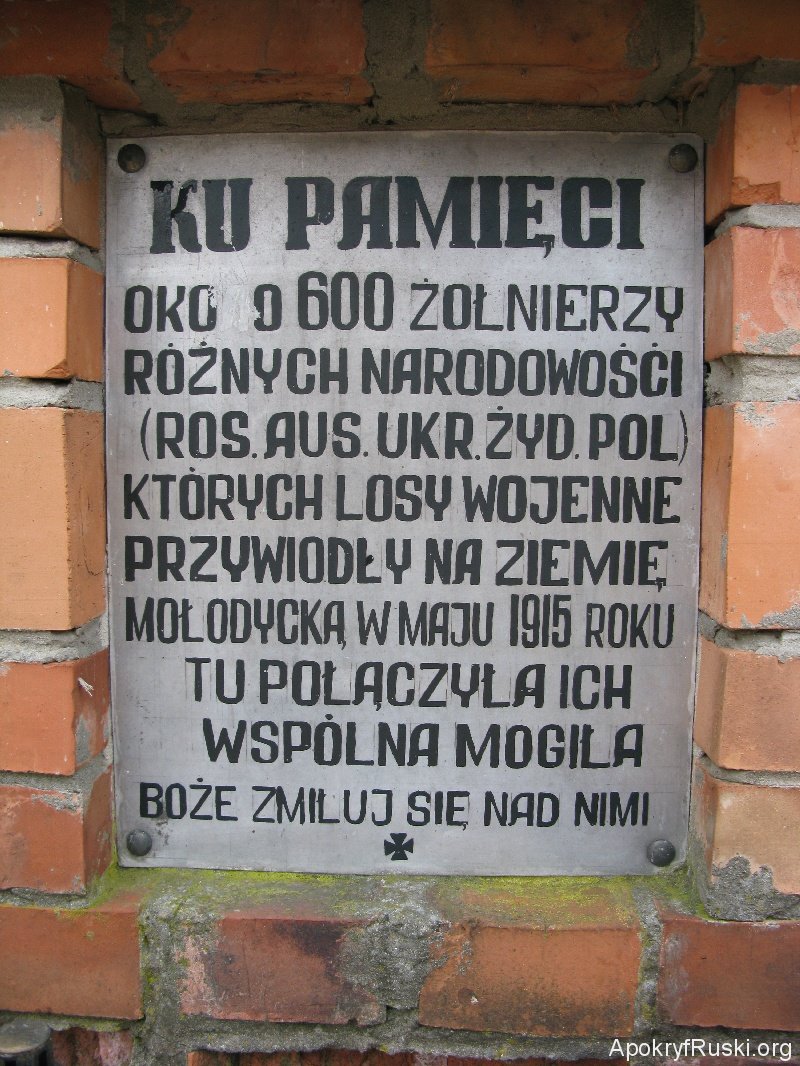 KU PAMIĘCI
OKO O 600 ŻOŁNIERZY
RÓŻNYCH NARODOWOŚCI
(ROS. AUS. UKR. ŻYD. POL)
KTÓRYCH LOSY WOJENNE
PRZYWIODŁY NA ZIEMIĘ
MOŁODYCKĄ W MAJU 1915 ROKU
TU POŁĄCZYŁA ICH
WSPÓLNA MOGIŁA
BOŻE ZMIŁUJ SIĘ NAD NIMI
ApokryfRuski.org